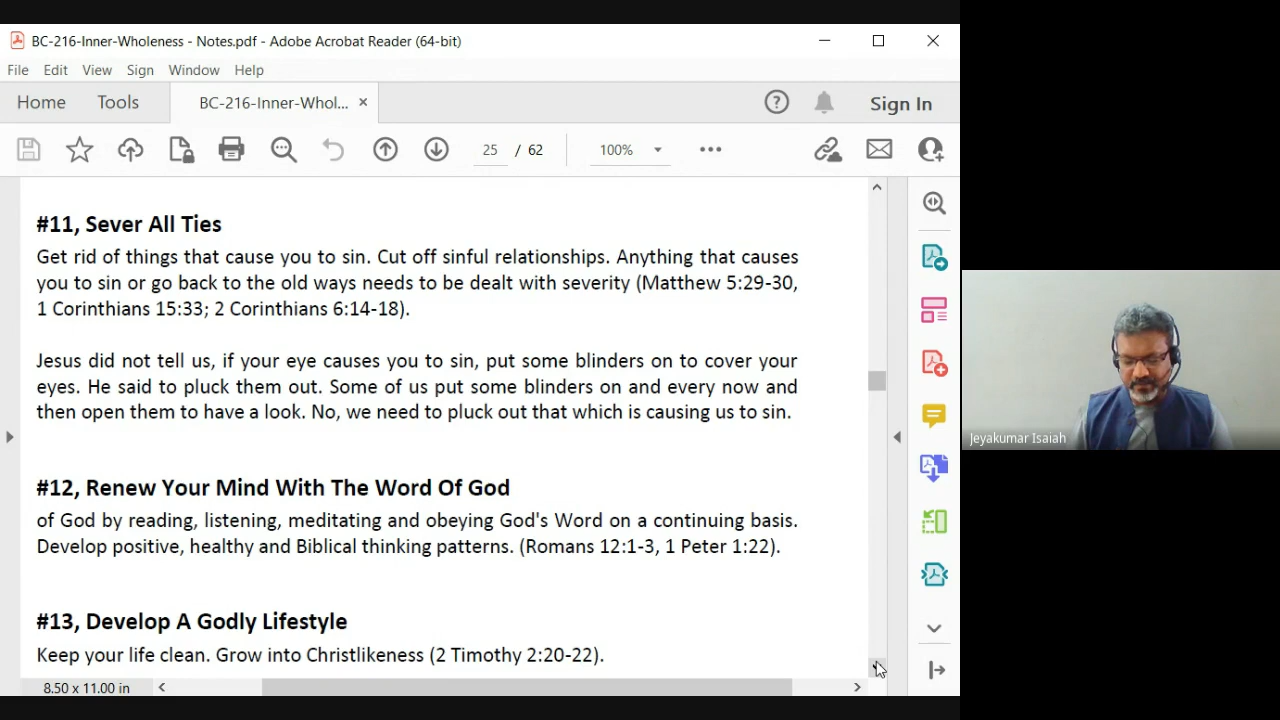 BC-216-Inner-Wholeness - Notes.pdf - Adobe Acrobat Reader (64-bit)
File Edit View Sign Window Help
Home Tools BC-216-Inner-Whol... × Sign In
25 / 62 100%
#11, Sever All Ties
Get rid of things that cause you to sin. Cut off sinful relationships. Anything that causes
you to sin or go back to the old ways needs to be dealt with severity (Matthew 5:29-30,
1 Corinthians 15:33; 2 Corinthians 6:14-18).
Jesus did not tell us, if your eye causes you to sin, put some blinders on to cover your
eyes. He said to pluck them out. Some of us put some blinders on and every now and
then open them to have a look. No, we need to pluck out that which is causing us to sin.
#12, Renew Your Mind With The Word Of God
of God by reading, listening, meditating and obeying God's Word on a continuing basis.
Develop positive, healthy and Biblical thinking patterns. (Romans 12:1-3, 1 Peter 1:22).
#13, Develop A Godly Lifestyle
Keep your life clean. Grow into Christlikeness (2 Timothy 2:20-22).
8.50 x 11.00 in
Jeyakumar Isaiah